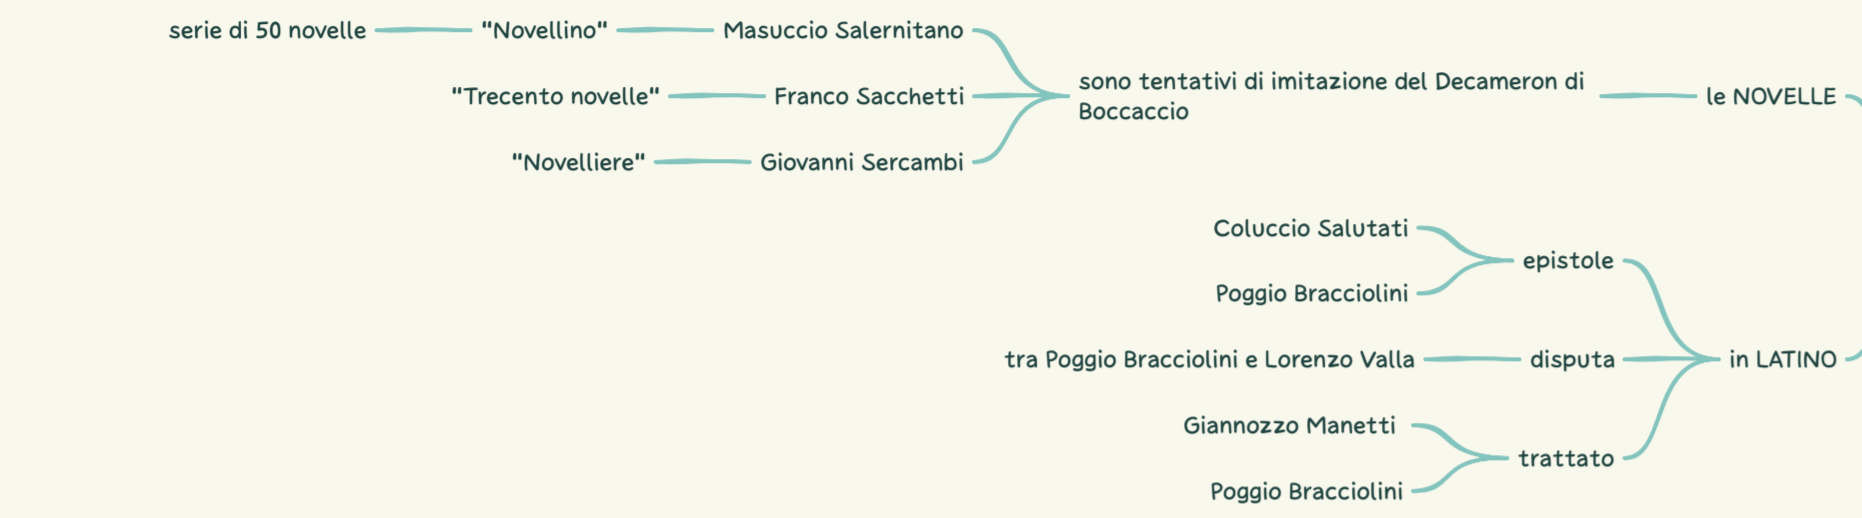 serie di 50 novelle
"Novellino"
Masuccio Salernitano
"Trecento novelle"
Franco Sacchetti
"Novelliere"
Giovanni Sercambi
sono tentativi di imitazione del Decameron di
Boccaccio
le NOVELLE
Coluccio Salutati
Poggio Bracciolini
epistole
tra Poggio Bracciolini e Lorenzo Valla
disputa
in LATINO
Giannozzo Manetti
Poggio Bracciolini
trattato